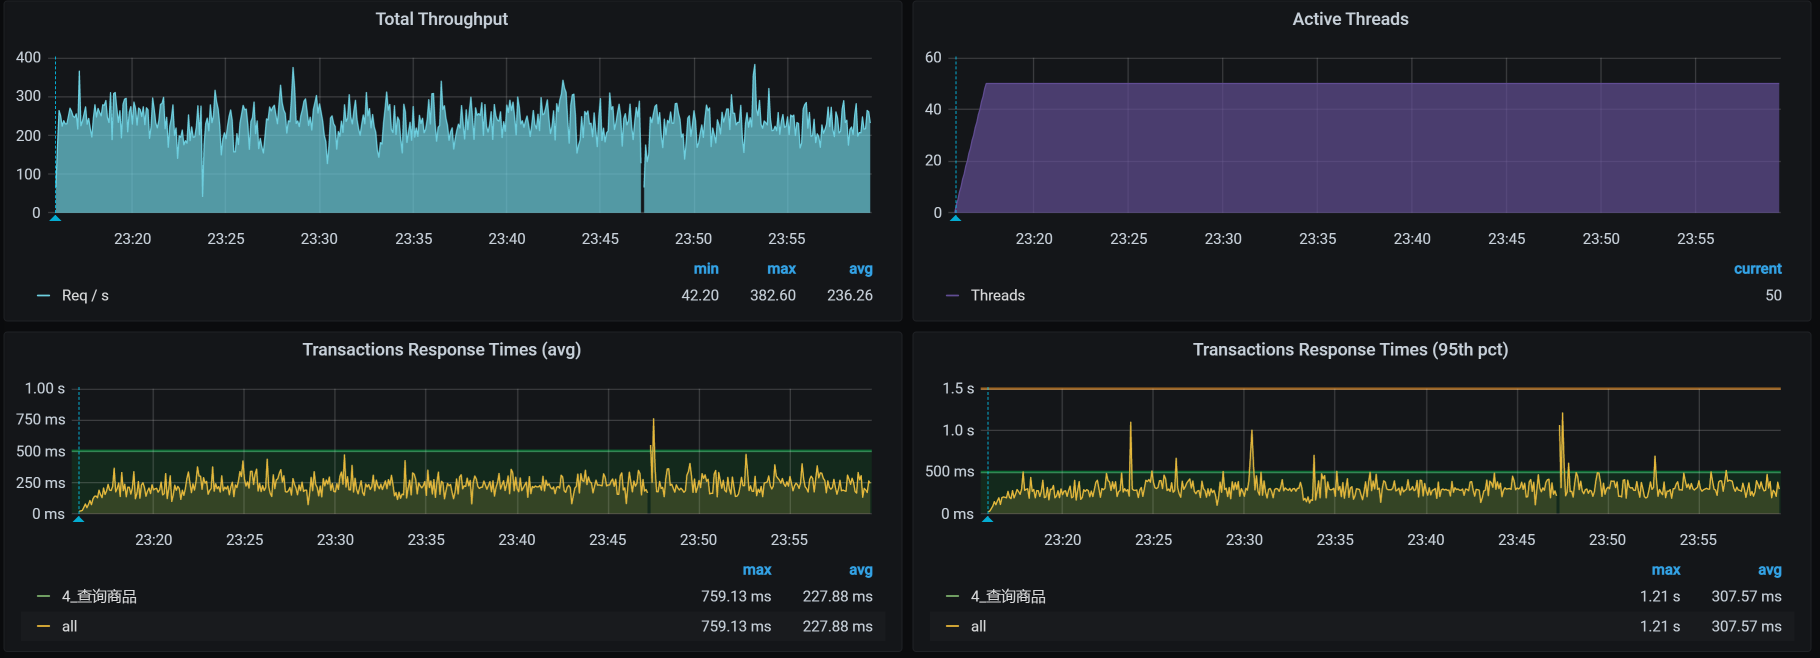 Total Throughput
400
300
200
100
0
23:20 23:25 23:30 23:35 23:40 23:45 23:50 23:55
min max avg
Req / s 42.20 382.60 236.26
Active Threads
60
40
20
0
23:20 23:25 23:30 23:35 23:40 23:45 23:50 23:55
current
Threads 50
Transactions Response Times (avg)
1.00 s
750 ms
500 ms
250 ms
0 ms
23:20 23:25 23:30 23:35 23:40 23:45 23:50 23:55
max avg
4_查询商品 759.13 ms 227.88 ms
all 759.13 ms 227.88 ms
Transactions Response Times (95th pct)
1.5 s
1.0 s
500 ms
0 ms
23:20 23:25 23:30 23:35 23:40 23:45 23:50 23:55
max avg
4_查询商品 1.21 s 307.57 ms
all 1.21 s 307.57 ms